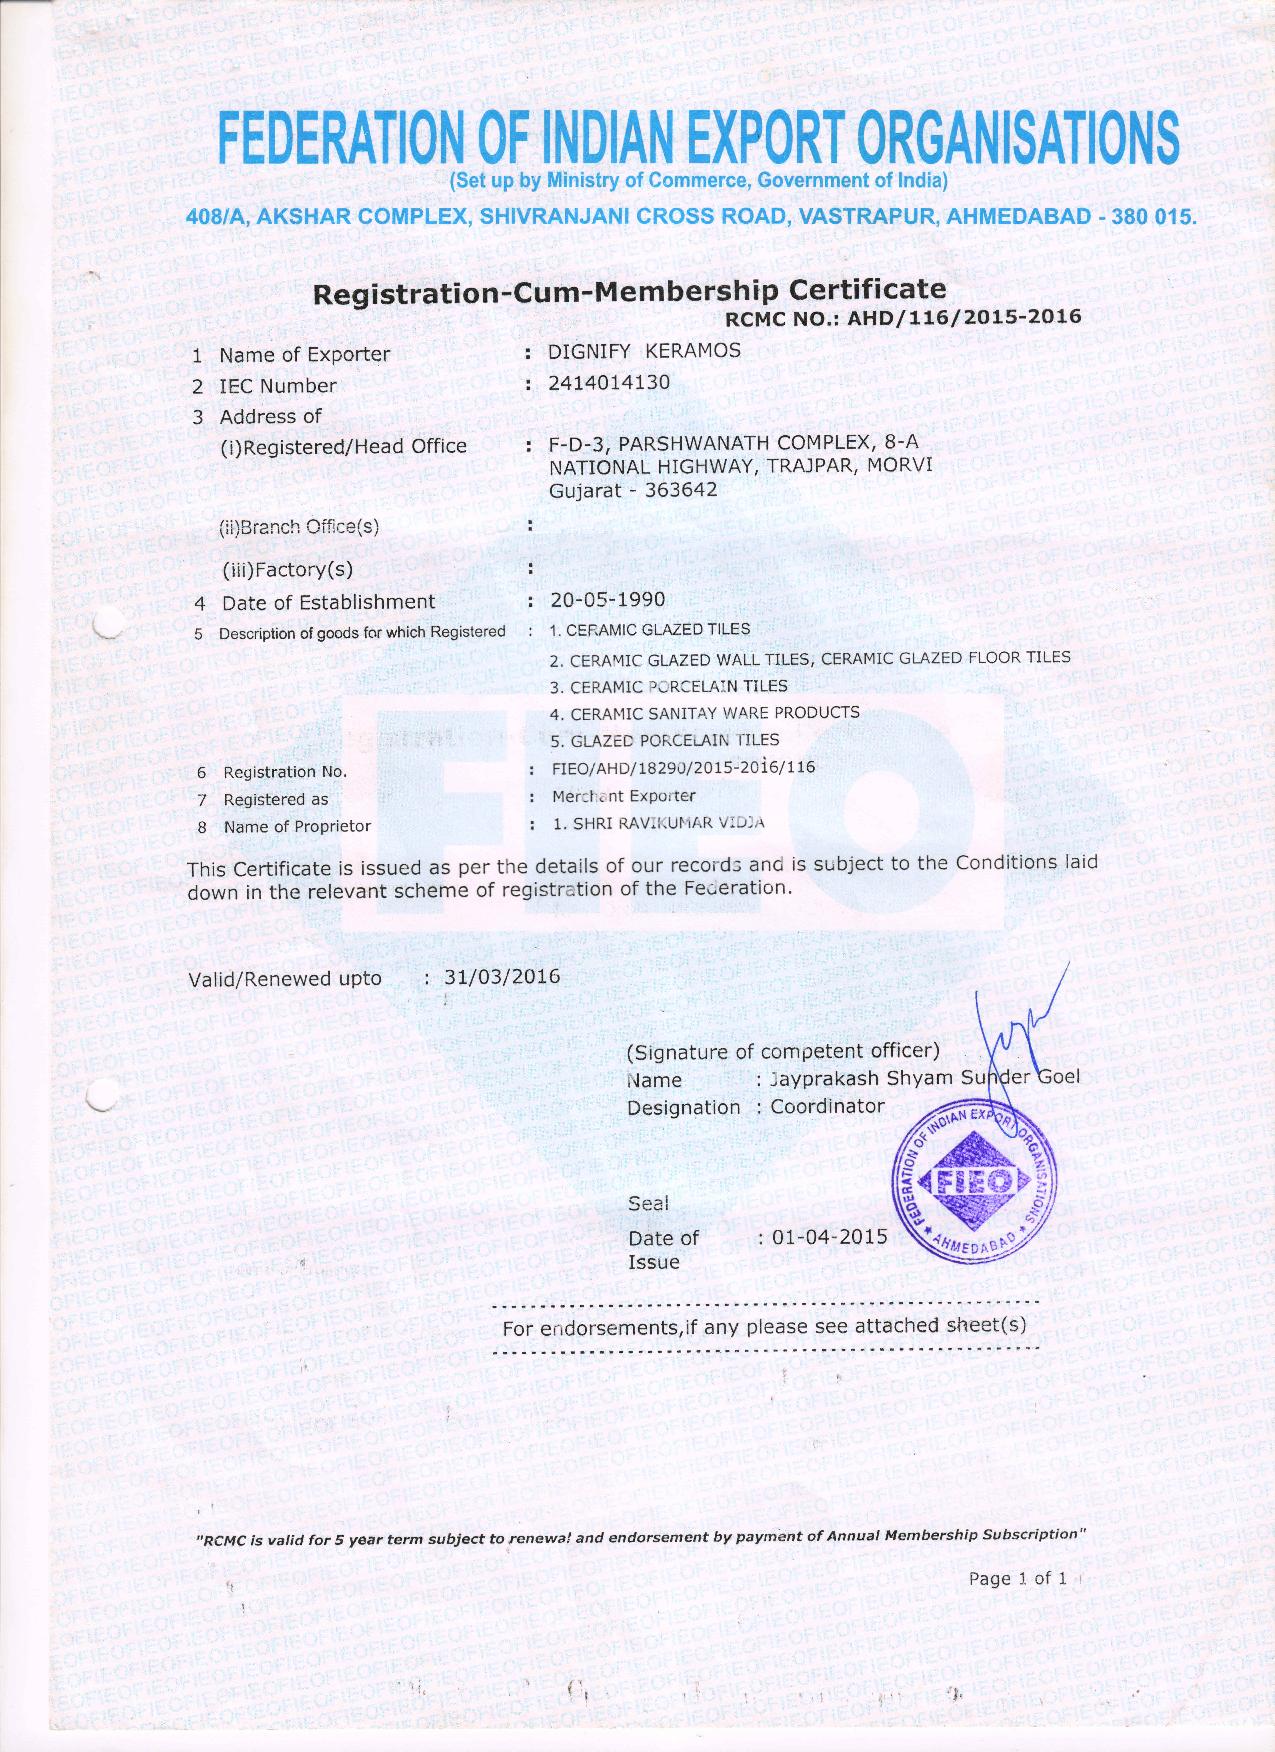 FEDERATION OF INDIAN EXPORT ORGANISATIONS
(Set up by Ministry of Commerce, Government of India)
408/A, AKSHAR COMPLEX, SHIVRANJANI CROSS ROAD, VASTRAPUR, AHMEDABAD - 380 015.
Registration-Cum-Membership Certificate
RCMC NO.: AHD/116/2015-2016
1 Name of Exporter : DIGNIFY KERAMOS
2 IEC Number : 2414014130
3 Address of
(i)Registered/Head Office : F-D-3, PARSHWANATH COMPLEX, 8-A
NATIONAL HIGHWAY, TRAJPAR, MORVI
Gujarat - 363642
(ii)Branch Office(s) :
(iii)Factory(s) :
4 Date of Establishment : 20-05-1990
5 Description of goods for which Registered : 1. CERAMIC GLAZED TILES
2. CERAMIC GLAZED WALL TILES, CERAMIC GLAZED FLOOR TILES
3. CERAMIC PORCELAIN TILES
4. CERAMIC SANITAY WARE PRODUCTS
5. GLAZED PORCELAIN TILES
6 Registration No. : FIEO/AHD/18290/2015-2016/116
7 Registered as : Merchant Exporter
8 Name of Proprietor : 1. SHRI RAVIKUMAR VIDJA
This Certificate is issued as per the details of our records and is subject to the Conditions laid
down in the relevant scheme of registration of the Federation.
FIEO
Valid/Renewed upto : 31/03/2016
(Signature of competent officer)
Name : Jayprakash Shyam Sunder Goel
Designation : Coordinator
FEDERATION OF INDIAN EXPORT ORGANISATIONS
FIEO
★ AHMEDABAD ★
Seal
Date of : 01-04-2015
Issue
For endorsements,if any please see attached sheet(s)
"RCMC is valid for 5 year term subject to renewal and endorsement by payment of Annual Membership Subscription"
Page 1 of 1